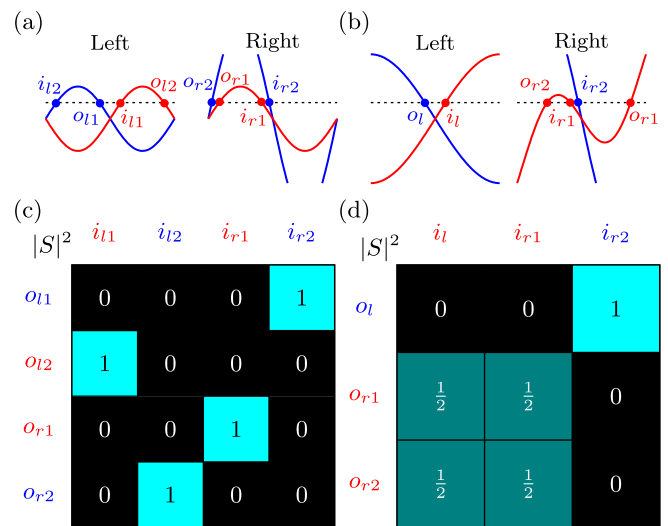 (a) Left Right (b) Left Right
i_{l2} o_{l1} i_{l1} o_{l2} o_{r2} o_{r1} i_{r1} i_{r2} o_l i_l o_{r2} i_{r1} i_{r2} o_{r1}
(c) (d)
|S|^2 i_{l1} i_{l2} i_{r1} i_{r2}
o_{l1} 0 0 0 1
o_{l2} 1 0 0 0
o_{r1} 0 0 1 0
o_{r2} 0 1 0 0
|S|^2 i_l i_{r1} i_{r2}
o_l 0 0 1
o_{r1} 1/2 1/2 0
o_{r2} 1/2 1/2 0